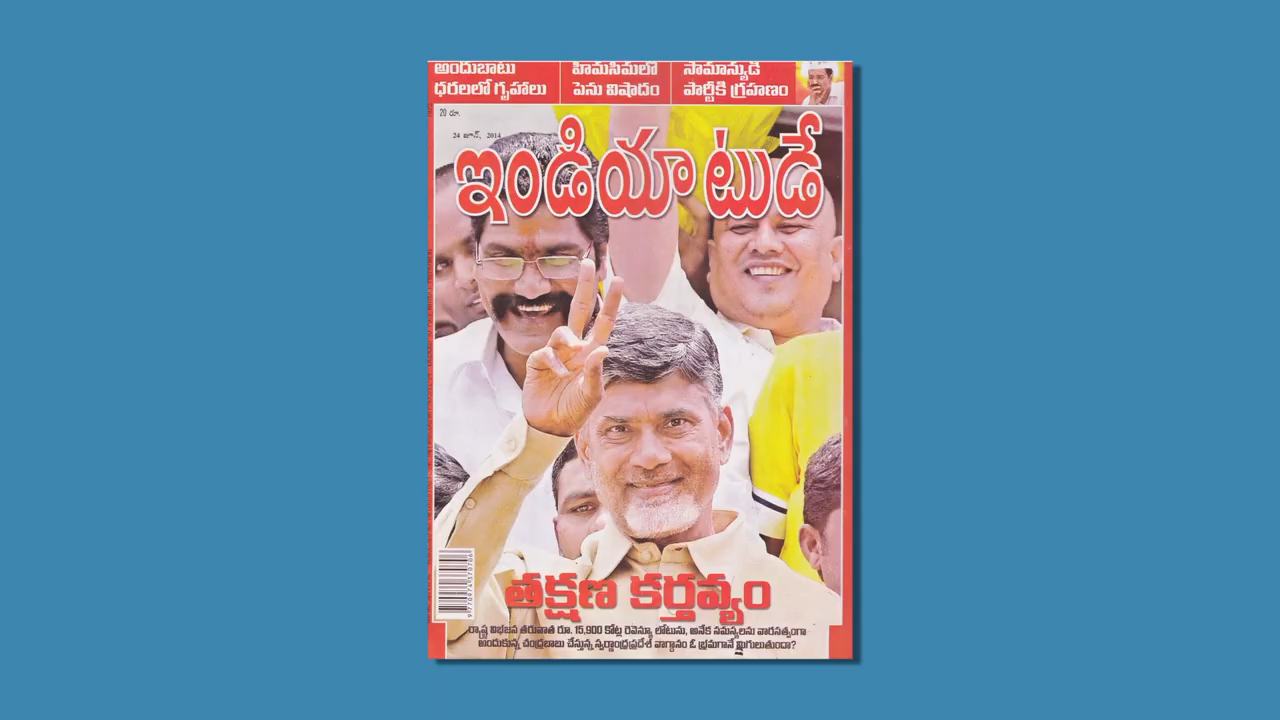 అందుబాటు
ధరలలో గృహాలు
హిమసీమలో
పెను విషాదం
సామాన్యుడి
పార్టీకి గ్రహణం
20 రూ.
24 జూన్, 2014
ఇండియా టుడే
తక్షణ కర్తవ్యం
రాష్ట్ర విభజన తరువాత రూ. 15,900 కోట్ల రెవెన్యూ లోటును, అనేక సమస్యలను వారసత్వంగా
అందుకున్న చంద్రబాబు చేస్తున్న స్వర్ణాంధ్రప్రదేశ్ వాగ్దానం ఓ భ్రమగానే మిగులుతుందా?